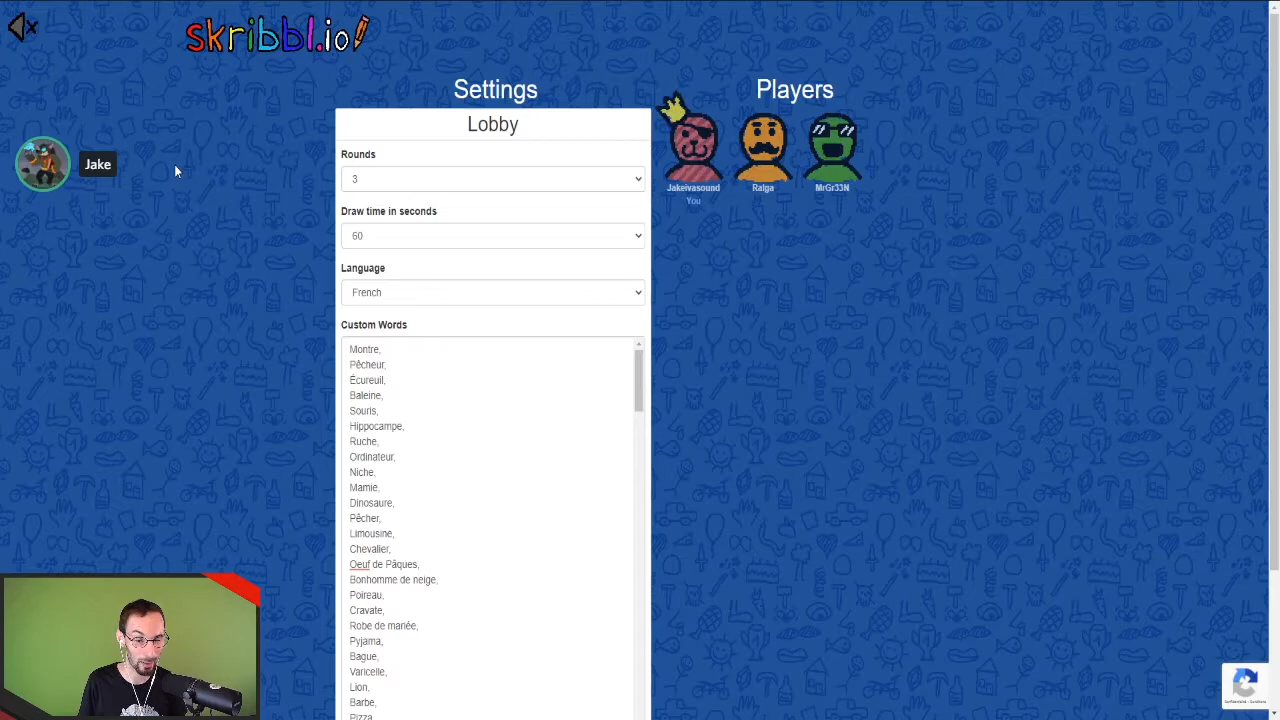 skribbl.io
Settings
Players
Lobby
Jake
Rounds
3
Draw time in seconds
60
Language
French
Custom Words
Montre,
Pêcheur,
Écureuil,
Baleine,
Souris,
Hippocampe,
Ruche,
Ordinateur,
Niche,
Mamie,
Dinosaure,
Pêcher,
Limousine,
Chevalier,
Oeuf de Pâques,
Bonhomme de neige,
Poireau,
Cravate,
Robe de mariée,
Pyjama,
Bague,
Varicelle,
Lion,
Barbe,
Pizza
Jakeivasound
You
Ralga
MrGr33N